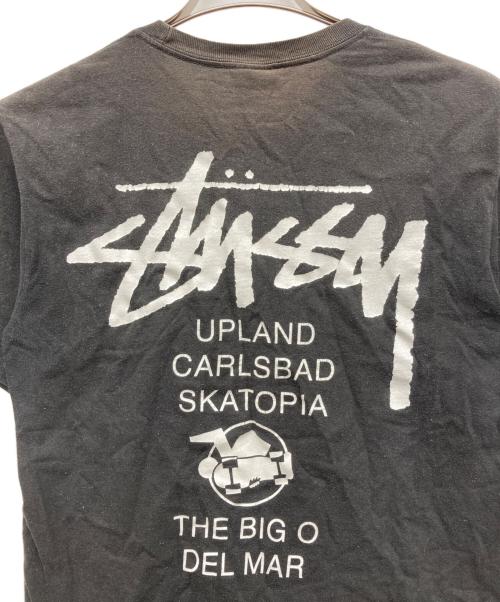 STÜSSY
UPLAND
CARLSBAD
SKATOPIA
THE BIG O
DEL MAR